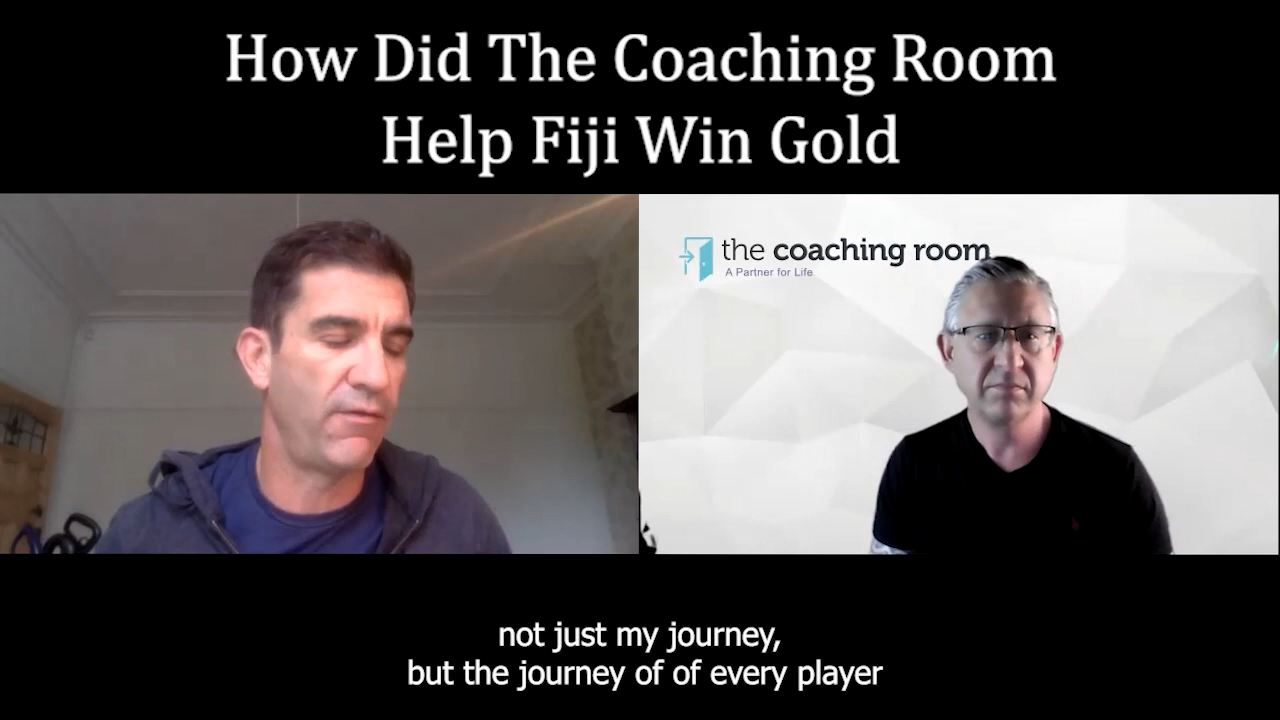 How Did The Coaching Room
Help Fiji Win Gold
the coaching room
A Partner for Life
not just my journey,
but the journey of of every player